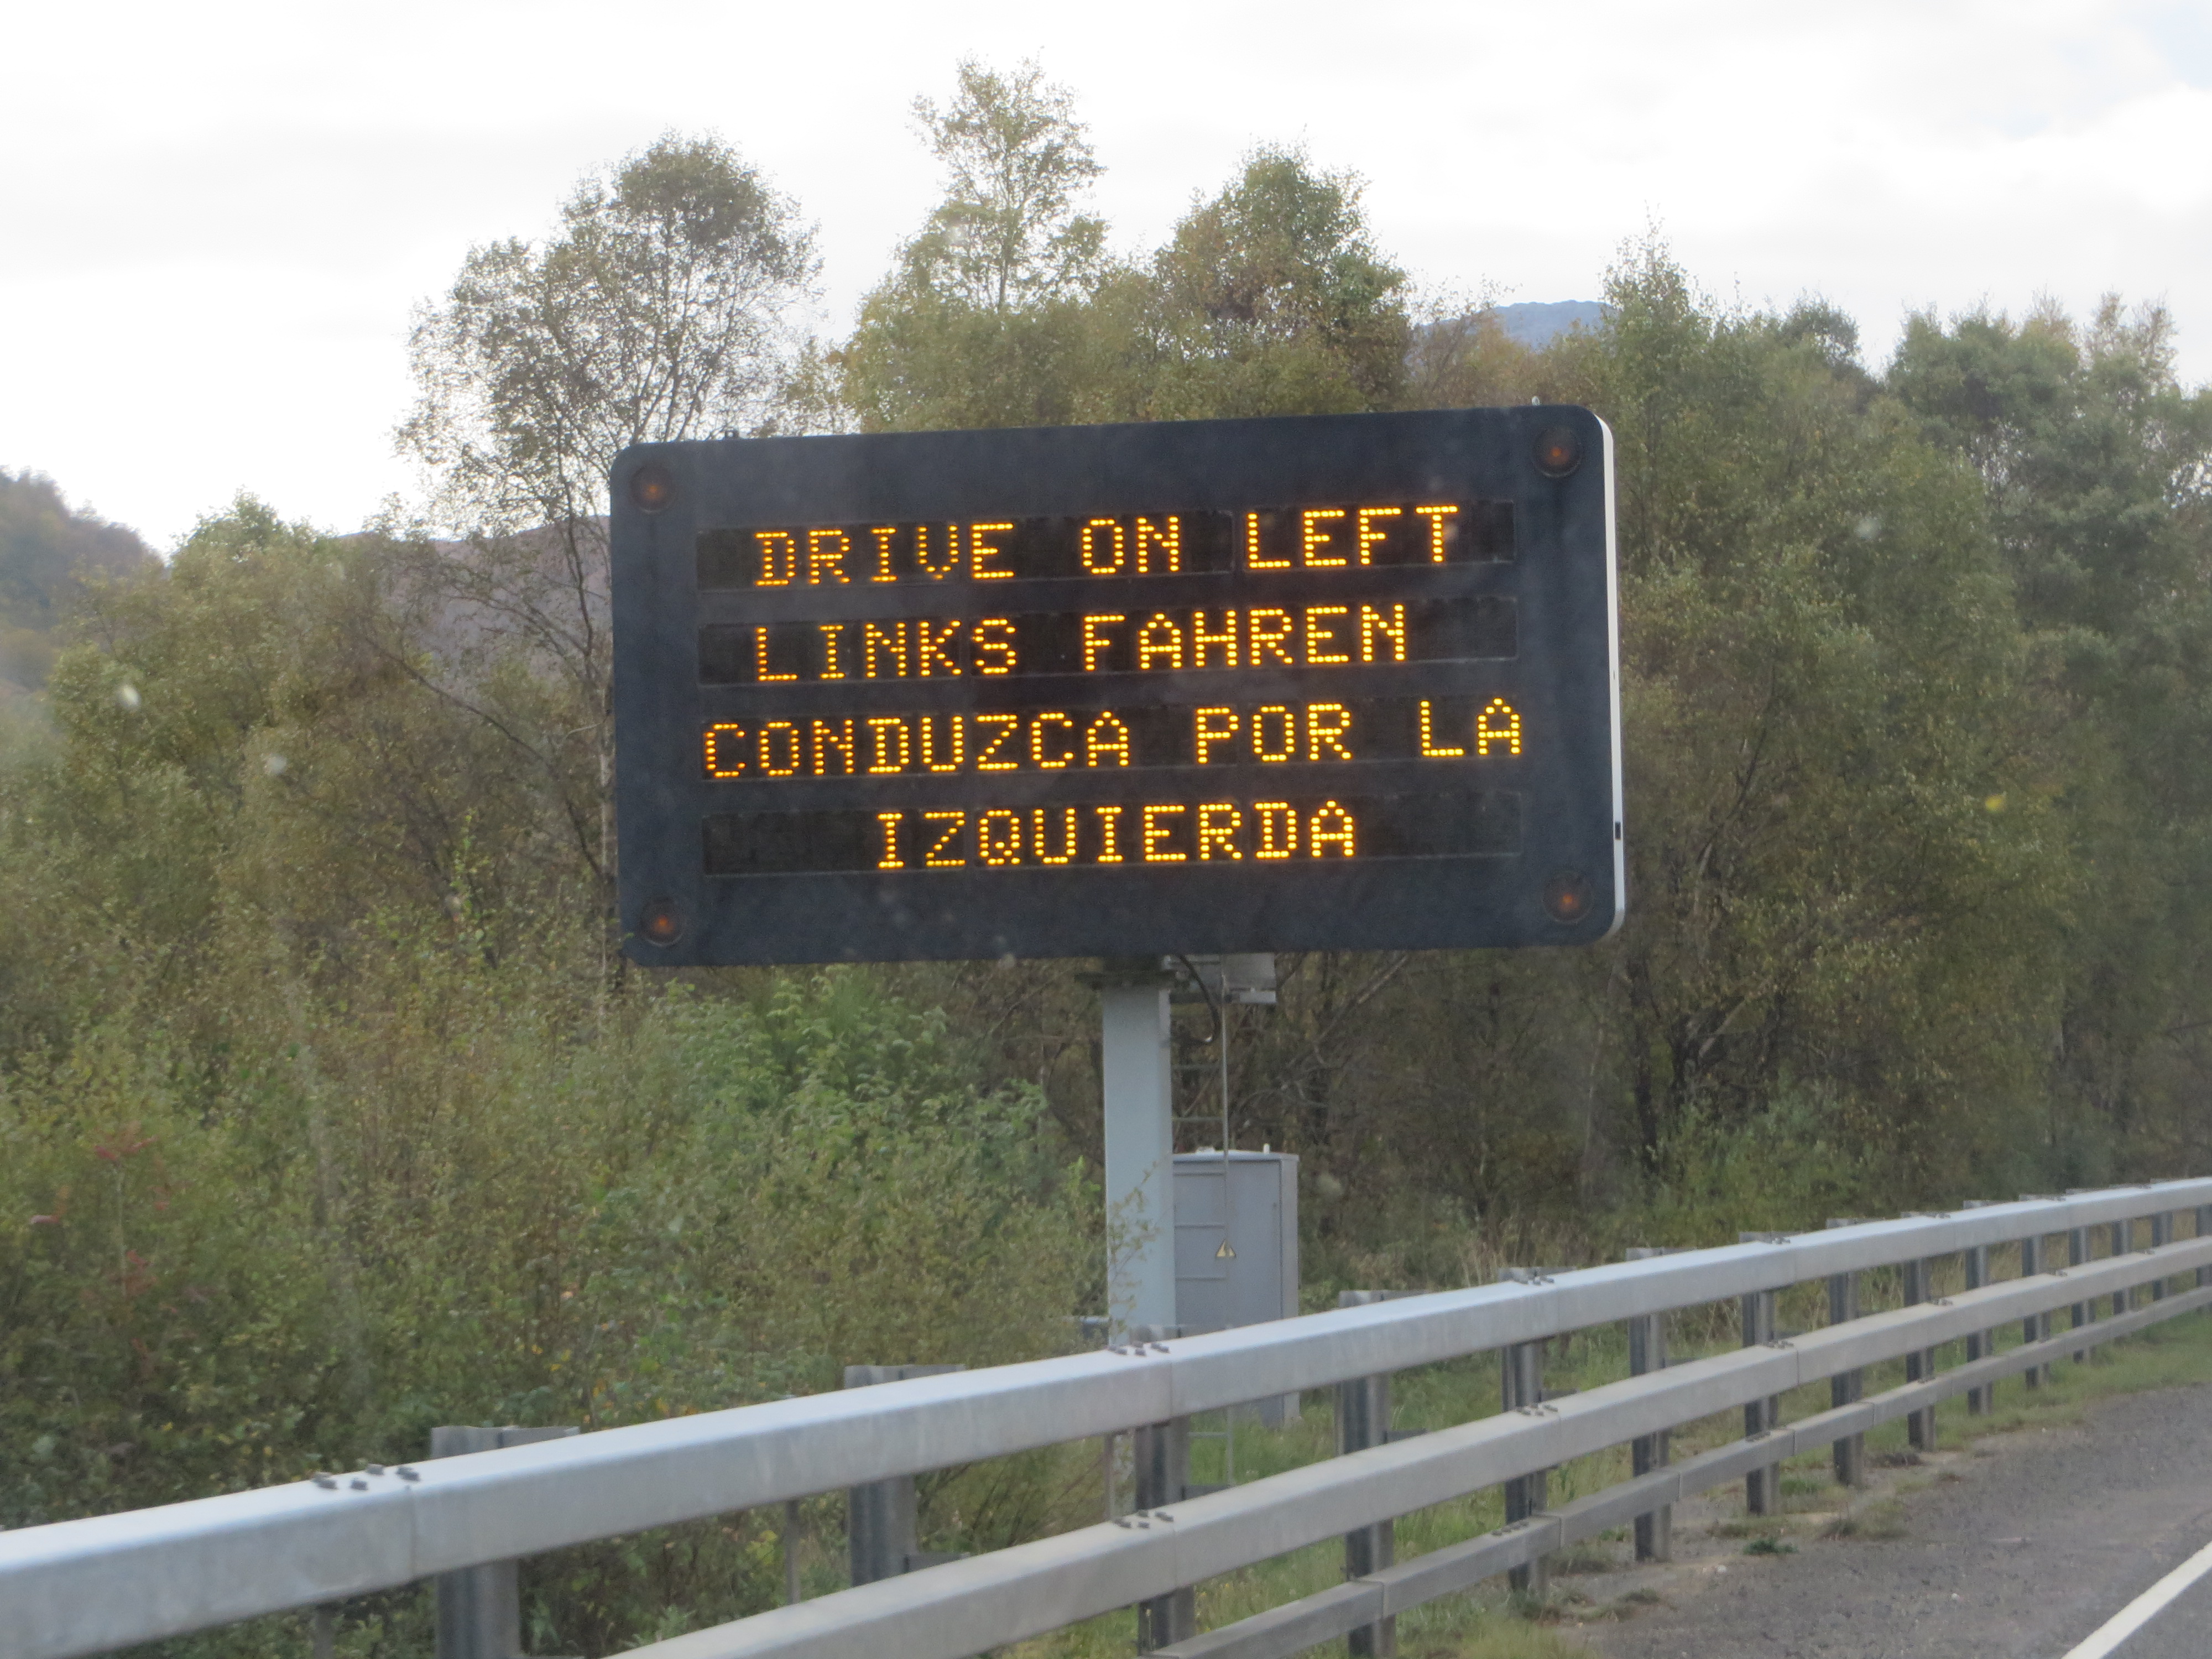 DRIVE ON LEFT
LINKS FAHREN
CONDUZCA POR LA
IZQUIERDA